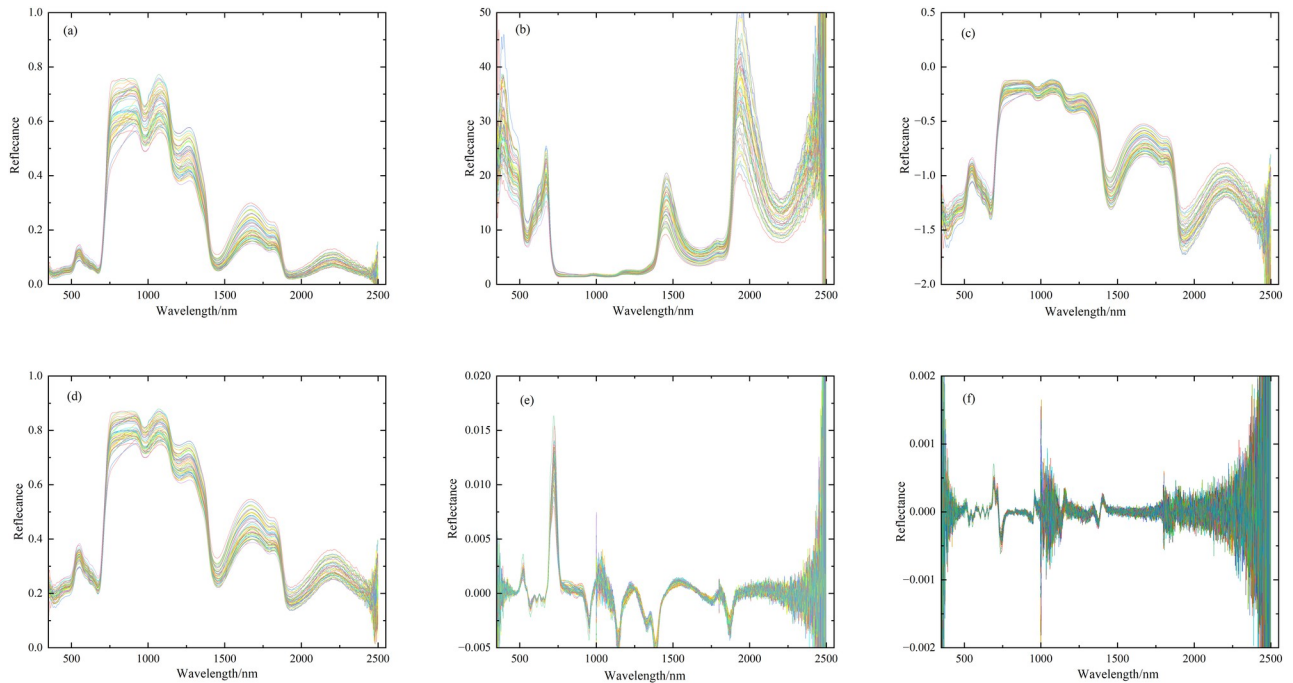 (a)
Reflecance
1.0
0.8
0.6
0.4
0.2
0.0
500 1000 1500 2000 2500
Wavelength/nm
(b)
Reflecance
50
40
30
20
10
0
500 1000 1500 2000 2500
Wavelength/nm
(c)
Reflecance
0.5
0.0
−0.5
−1.0
−1.5
−2.0
500 1000 1500 2000 2500
Wavelength/nm
(d)
Reflecance
1.0
0.8
0.6
0.4
0.2
0.0
500 1000 1500 2000 2500
Wavelength/nm
(e)
Reflectance
0.020
0.015
0.010
0.005
0.000
−0.005
500 1000 1500 2000 2500
Wavelength/nm
(f)
Reflectance
0.002
0.001
0.000
−0.001
−0.002
500 1000 1500 2000 2500
Wavelength/nm